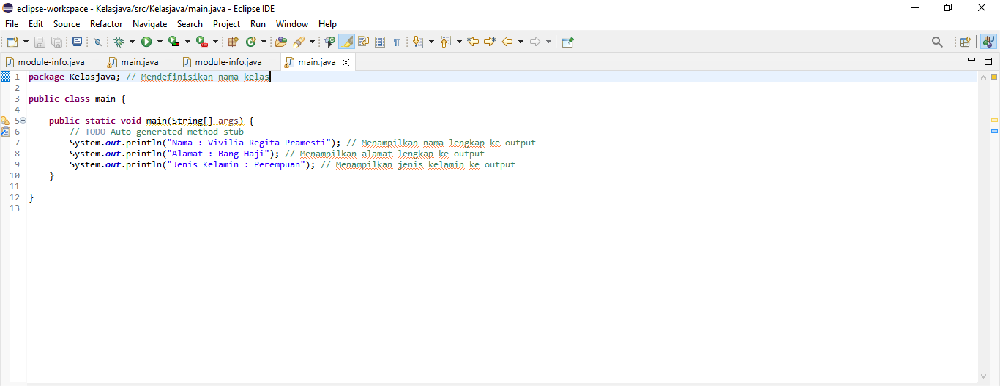 eclipse-workspace - Kelasjava/src/Kelasjava/main.java - Eclipse IDE
File Edit Source Refactor Navigate Search Project Run Window Help
module-info.java main.java module-info.java main.java
1 package Kelasjava; // Mendefinisikan nama kelas
2
3 public class main {
4
5 public static void main(String[] args) {
6 // TODO Auto-generated method stub
7 System.out.println("Nama : Vivilia Regita Pramesti"); // Menampilkan nama lengkap ke output
8 System.out.println("Alamat : Bang Haji"); // Menampilkan alamat lengkap ke output
9 System.out.println("Jenis Kelamin : Perempuan"); // Menampilkan jenis kelamin ke output
10 }
11
12 }
13